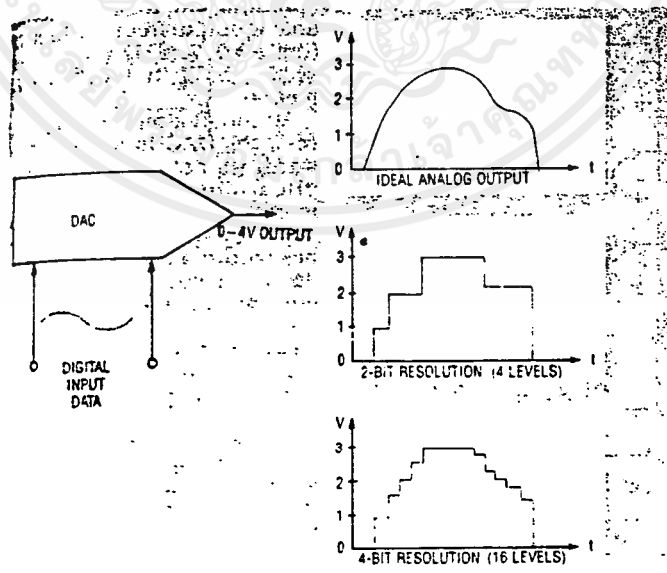 V
3
2
1
0
t
IDEAL ANALOG OUTPUT
DAC
0-4V OUTPUT
DIGITAL
INPUT
DATA
V
3
2
1
0
t
2-BIT RESOLUTION (4 LEVELS)
V
3
2
1
0
t
4-BIT RESOLUTION (16 LEVELS)